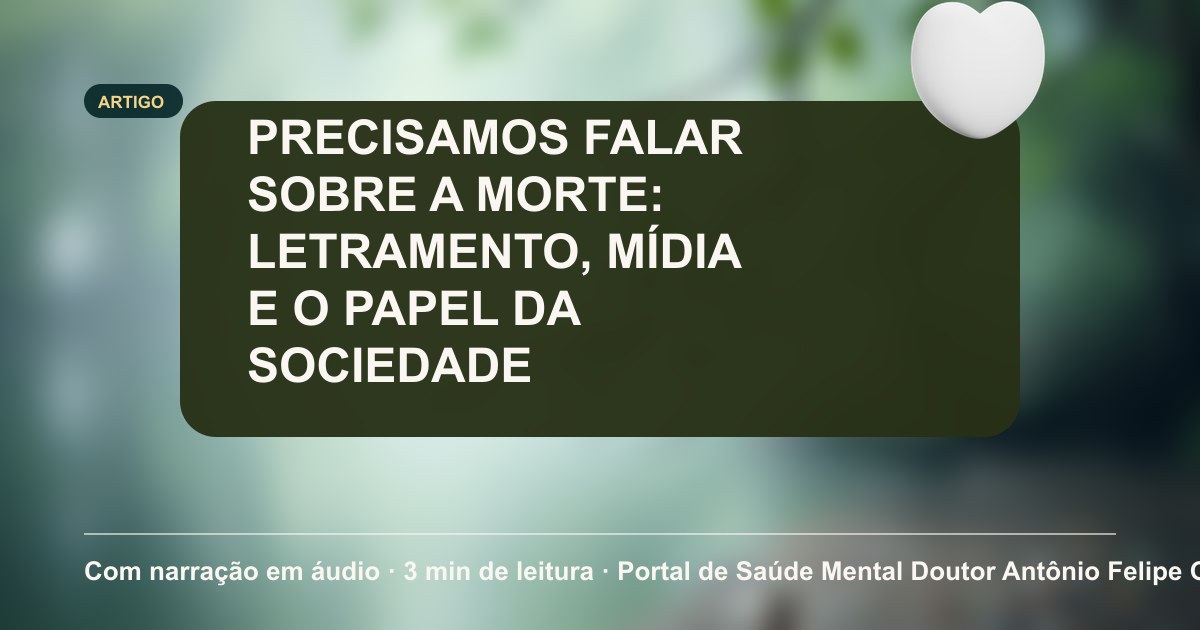 ARTIGO
PRECISAMOS FALAR
SOBRE A MORTE:
LETRAMENTO, MÍDIA
E O PAPEL DA
SOCIEDADE
Com narração em áudio · 3 min de leitura · Portal de Saúde Mental Doutor Antônio Felipe